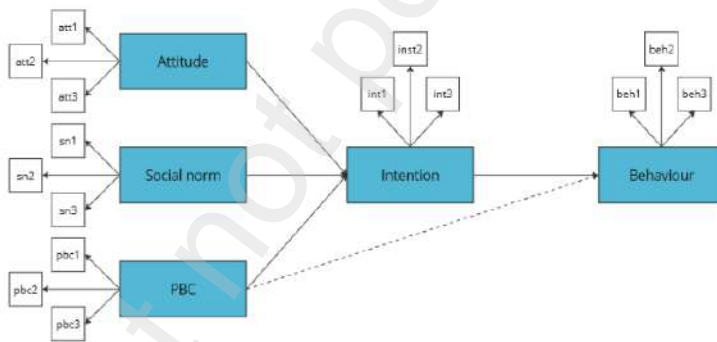 att1
att2
Attitude
att3
sn1
sn2
Social norm
sn3
pbc1
pbc2
PBC
pbc3
inst2
int1
int3
Intention
beh2
beh1
beh3
Behaviour
not p